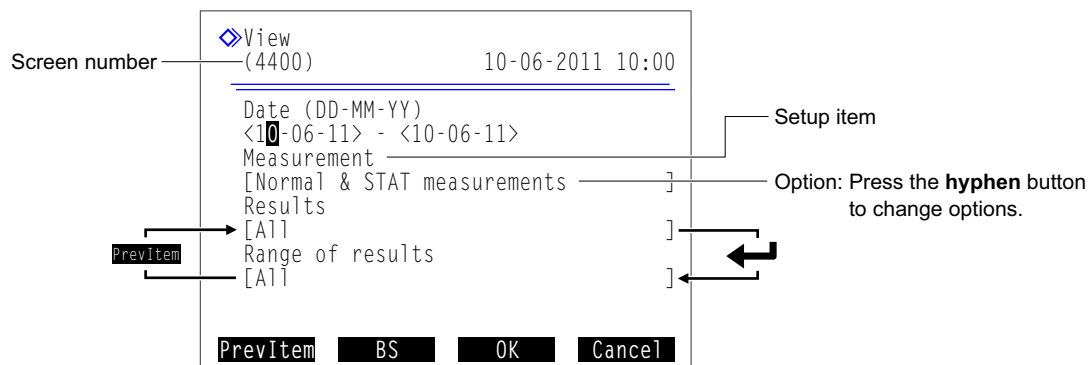 View
Screen number
(4400) 10-06-2011 10:00
Date (DD-MM-YY)
<10-06-11> - <10-06-11>
Setup item
Measurement
[Normal & STAT measurements ]
Option: Press the hyphen button
to change options.
Results
[All ]
PrevItem
Range of results
[All ]
PrevItem BS OK Cancel